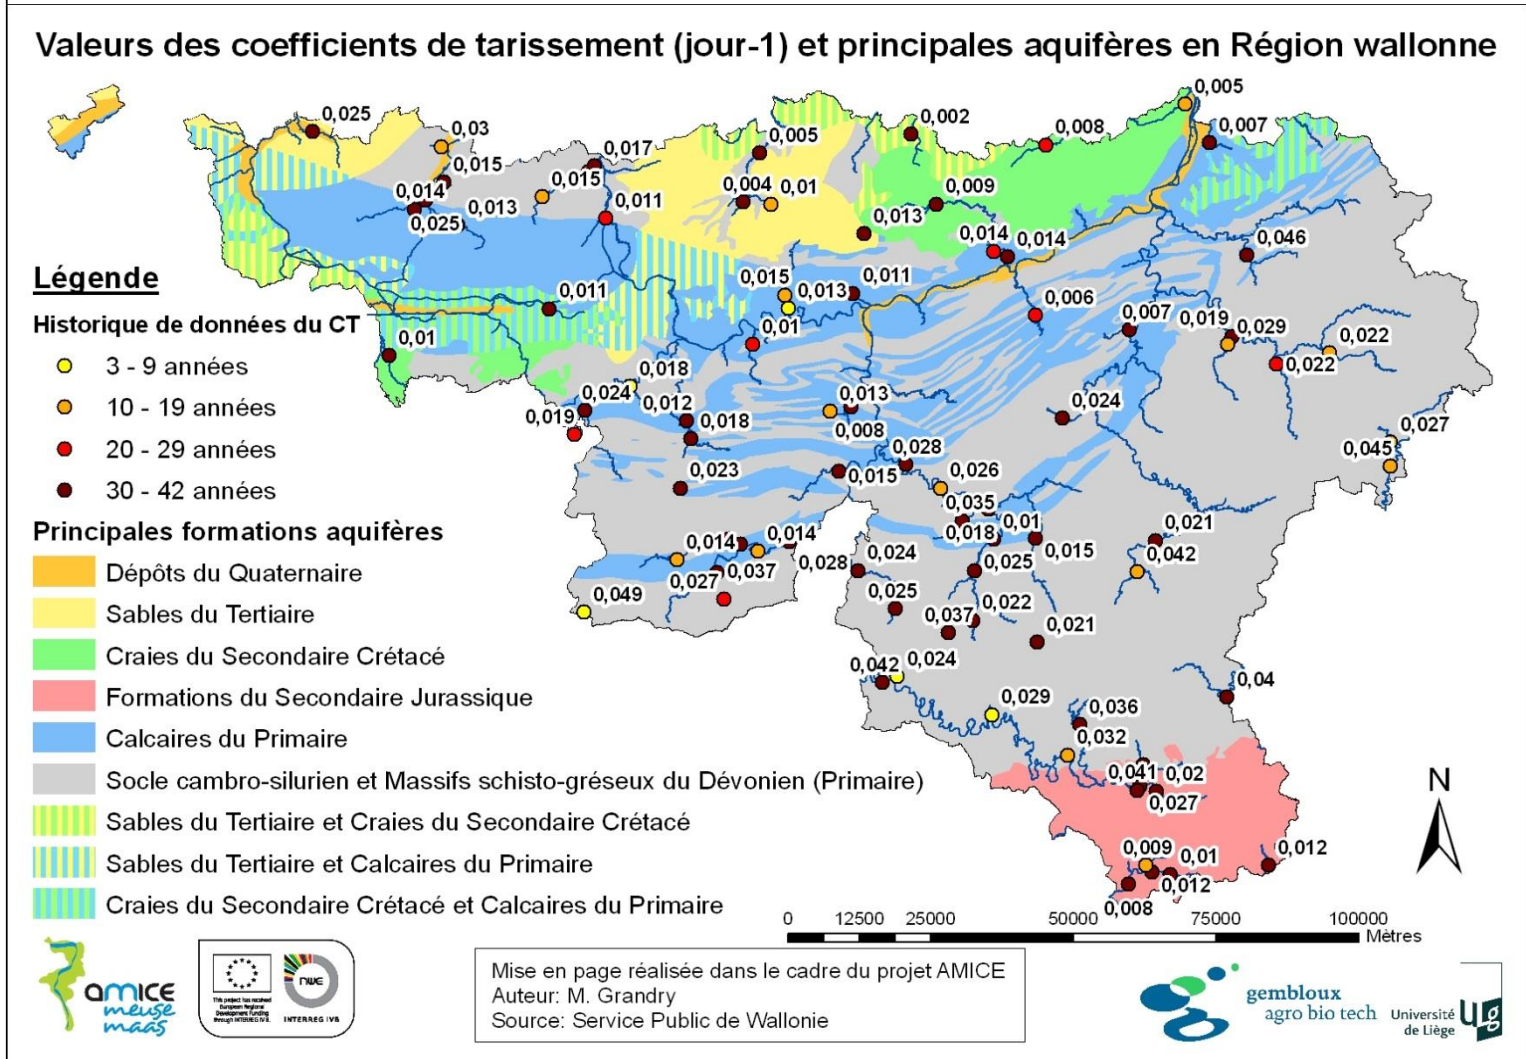 Valeurs des coefficients de tarissement (jour-1) et principales aquifères en Région wallonne
0,025
0,03
0,015
0,014
0,025
0,013
0,015
0,017
0,011
0,005
0,004
0,01
0,002
0,008
0,005
0,007
0,009
0,013
0,014
0,014
0,046
0,011
0,01
0,015
0,013
0,011
0,01
0,006
0,007
0,019
0,029
0,022
0,022
0,018
0,024
0,019
0,012
0,018
0,013
0,008
0,024
0,027
0,045
0,023
0,015
0,028
0,026
0,035
0,018
0,01
0,015
0,021
0,042
0,014
0,014
0,028
0,027
0,037
0,049
0,024
0,025
0,025
0,037
0,022
0,021
0,042
0,024
0,029
0,036
0,032
0,04
0,041
0,02
0,027
0,009
0,01
0,012
0,012
0,008
Légende
Historique de données du CT
3 - 9 années
10 - 19 années
20 - 29 années
30 - 42 années
Principales formations aquifères
Dépôts du Quaternaire
Sables du Tertiaire
Craies du Secondaire Crétacé
Formations du Secondaire Jurassique
Calcaires du Primaire
Socle cambro-silurien et Massifs schisto-gréseux du Dévonien (Primaire)
Sables du Tertiaire et Craies du Secondaire Crétacé
Sables du Tertiaire et Calcaires du Primaire
Craies du Secondaire Crétacé et Calcaires du Primaire
N
0 12500 25000 50000 75000 100000
Mètres
amice
meuse
maas
This project has received
European Regional
Development Funding
through INTERREG IV B.
nwe
INTERREG IVB
Mise en page réalisée dans le cadre du projet AMICE
Auteur: M. Grandry
Source: Service Public de Wallonie
gembloux
agro bio tech
Université
de Liège
ulg